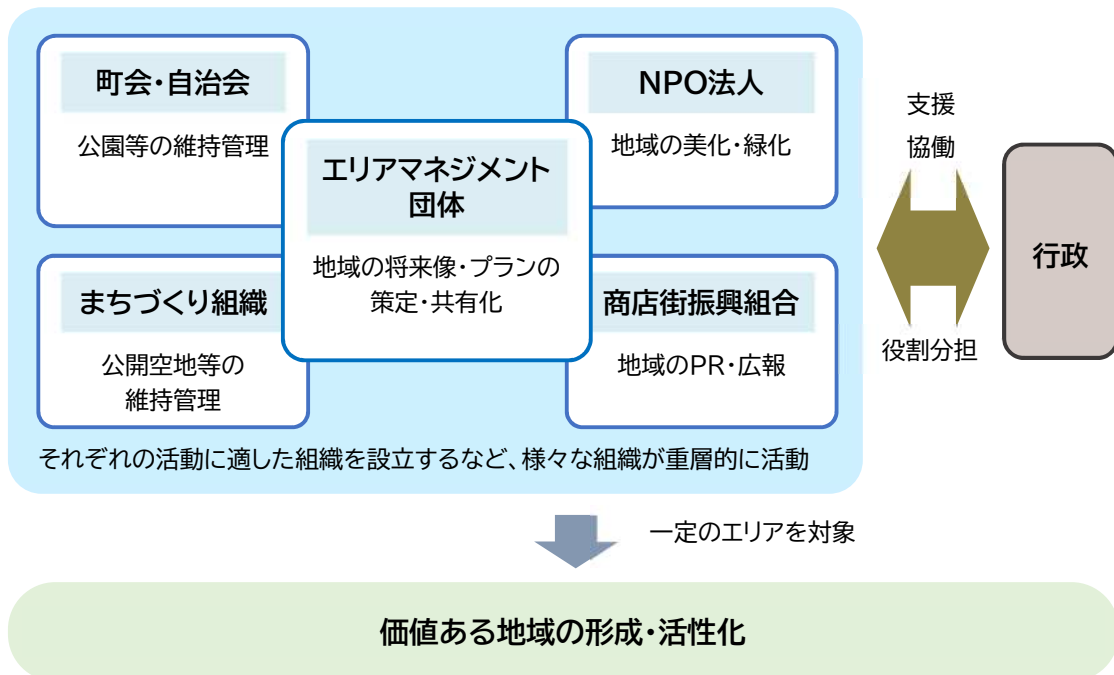 町会・自治会
公園等の維持管理
NPO法人
地域の美化・緑化
エリアマネジメント
団体
地域の将来像・プランの
策定・共有化
まちづくり組織
公開空地等の
維持管理
商店街振興組合
地域のPR・広報
それぞれの活動に適した組織を設立するなど、様々な組織が重層的に活動
支援
協働
役割分担
行政
一定のエリアを対象
価値ある地域の形成・活性化